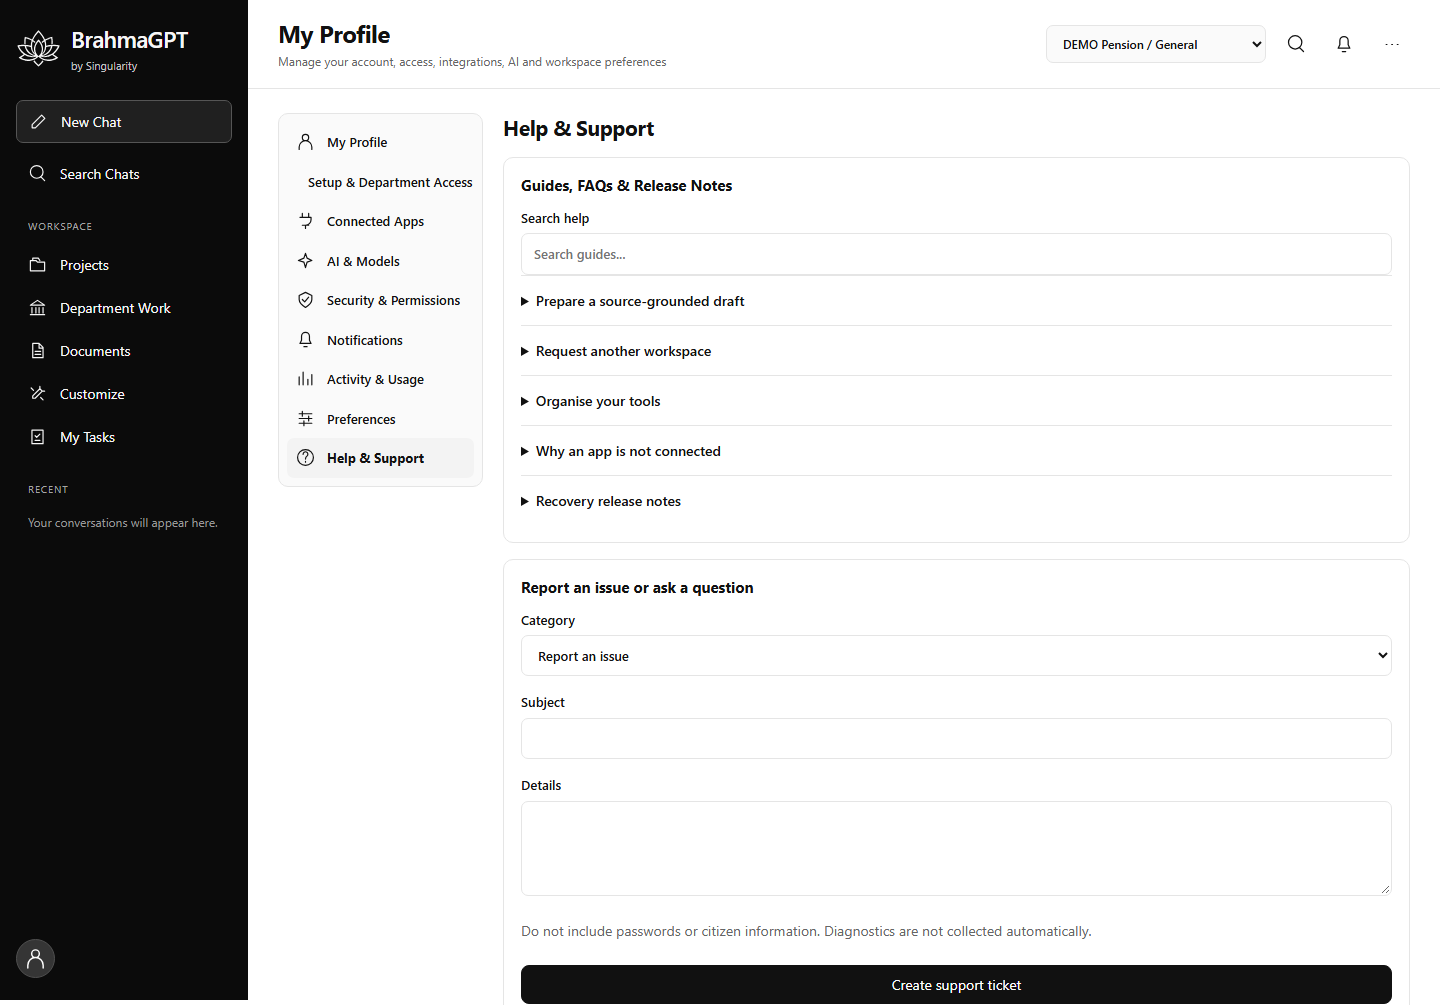 BrahmaGPT
by Singularity
New Chat
Search Chats
WORKSPACE
Projects
Department Work
Documents
Customize
My Tasks
RECENT
Your conversations will appear here.
My Profile
Manage your account, access, integrations, AI and workspace preferences
DEMO Pension / General
My Profile
Setup & Department Access
Connected Apps
AI & Models
Security & Permissions
Notifications
Activity & Usage
Preferences
Help & Support
Help & Support
Guides, FAQs & Release Notes
Search help
Search guides...
Prepare a source-grounded draft
Request another workspace
Organise your tools
Why an app is not connected
Recovery release notes
Report an issue or ask a question
Category
Report an issue
Subject
Details
Do not include passwords or citizen information. Diagnostics are not collected automatically.
Create support ticket